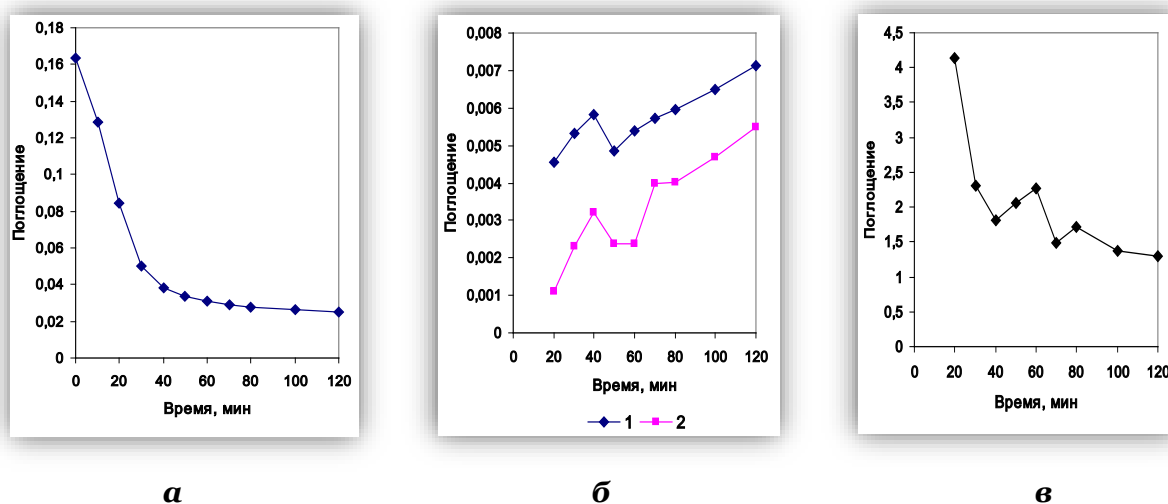 Поглощение
0,18
0,16
0,14
0,12
0,1
0,08
0,06
0,04
0,02
0
0 20 40 60 80 100 120
Время, мин
а
Поглощение
0,008
0,007
0,006
0,005
0,004
0,003
0,002
0,001
0
0 20 40 60 80 100 120
Время, мин
1 2
б
Поглощение
4,5
4
3,5
3
2,5
2
1,5
1
0,5
0
0 20 40 60 80 100 120
Время, мин
в